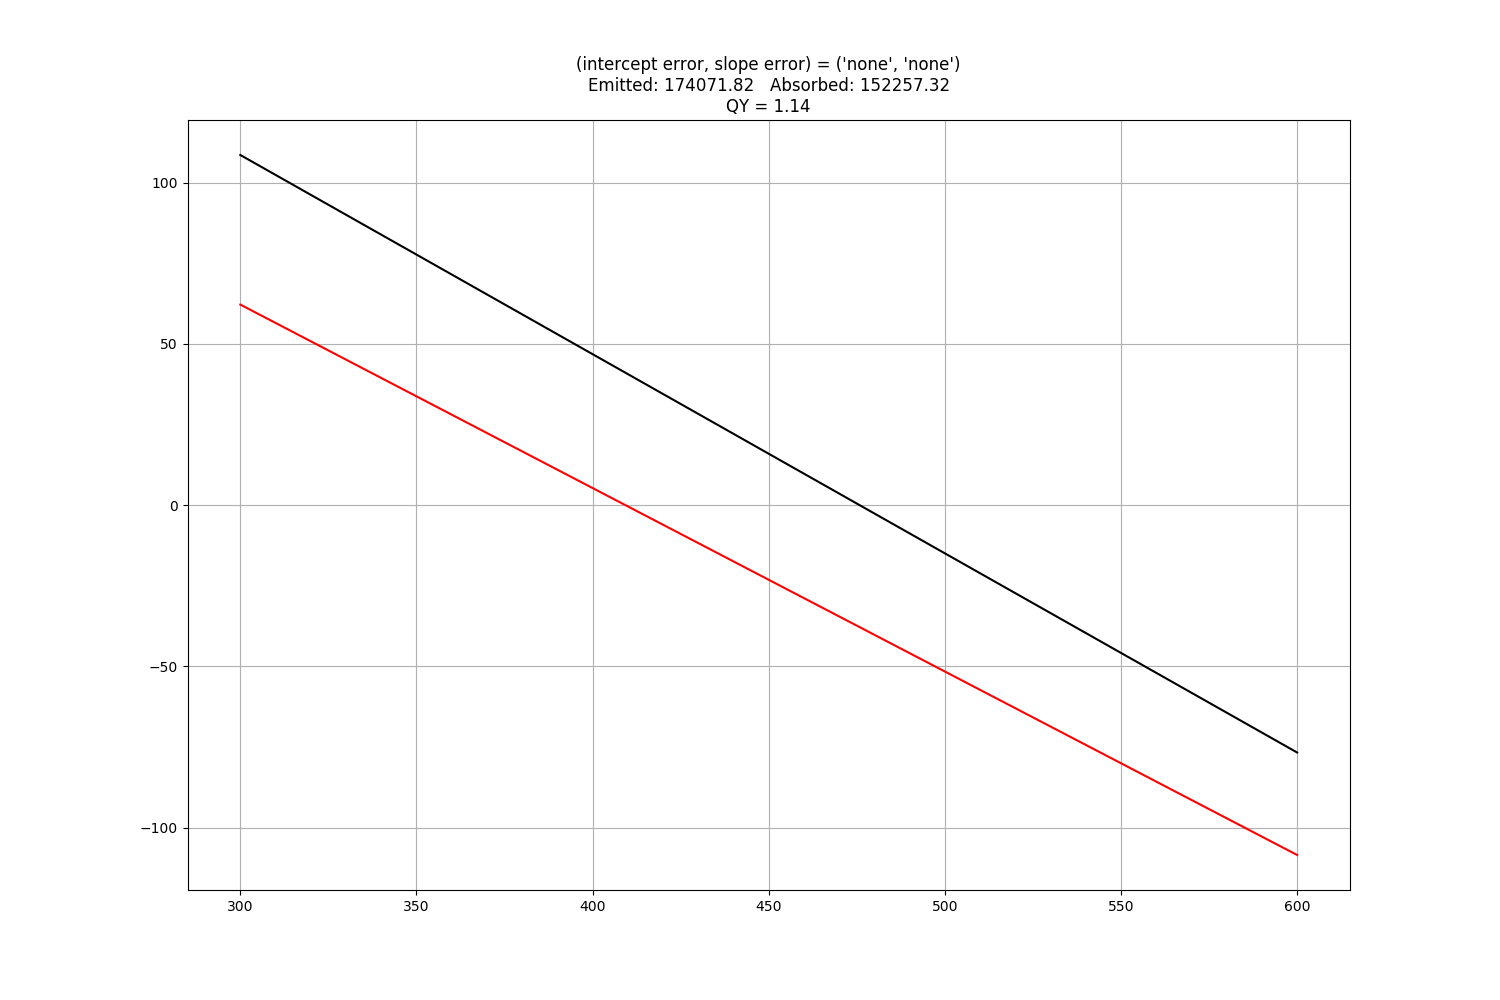 (intercept error, slope error) = ('none', 'none')
Emitted: 174071.82   Absorbed: 152257.32
QY = 1.14
100
50
0
−50
−100
300 350 400 450 500 550 600